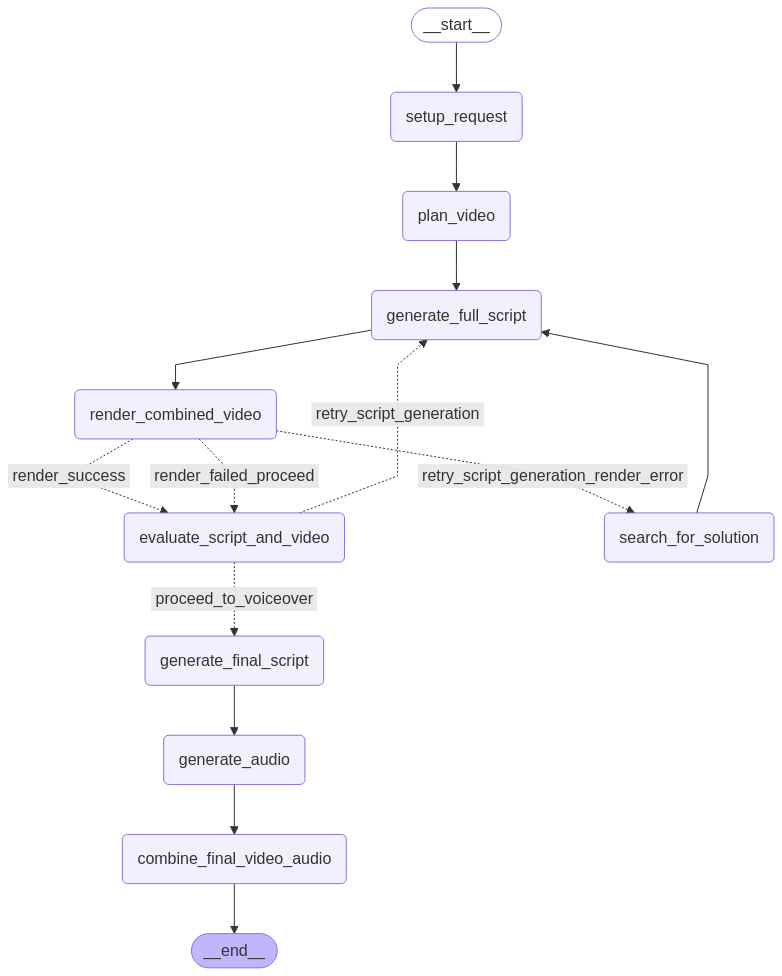 __start__
setup_request
plan_video
generate_full_script
render_combined_video
retry_script_generation
render_success
render_failed_proceed
retry_script_generation_render_error
evaluate_script_and_video
search_for_solution
proceed_to_voiceover
generate_final_script
generate_audio
combine_final_video_audio
__end__